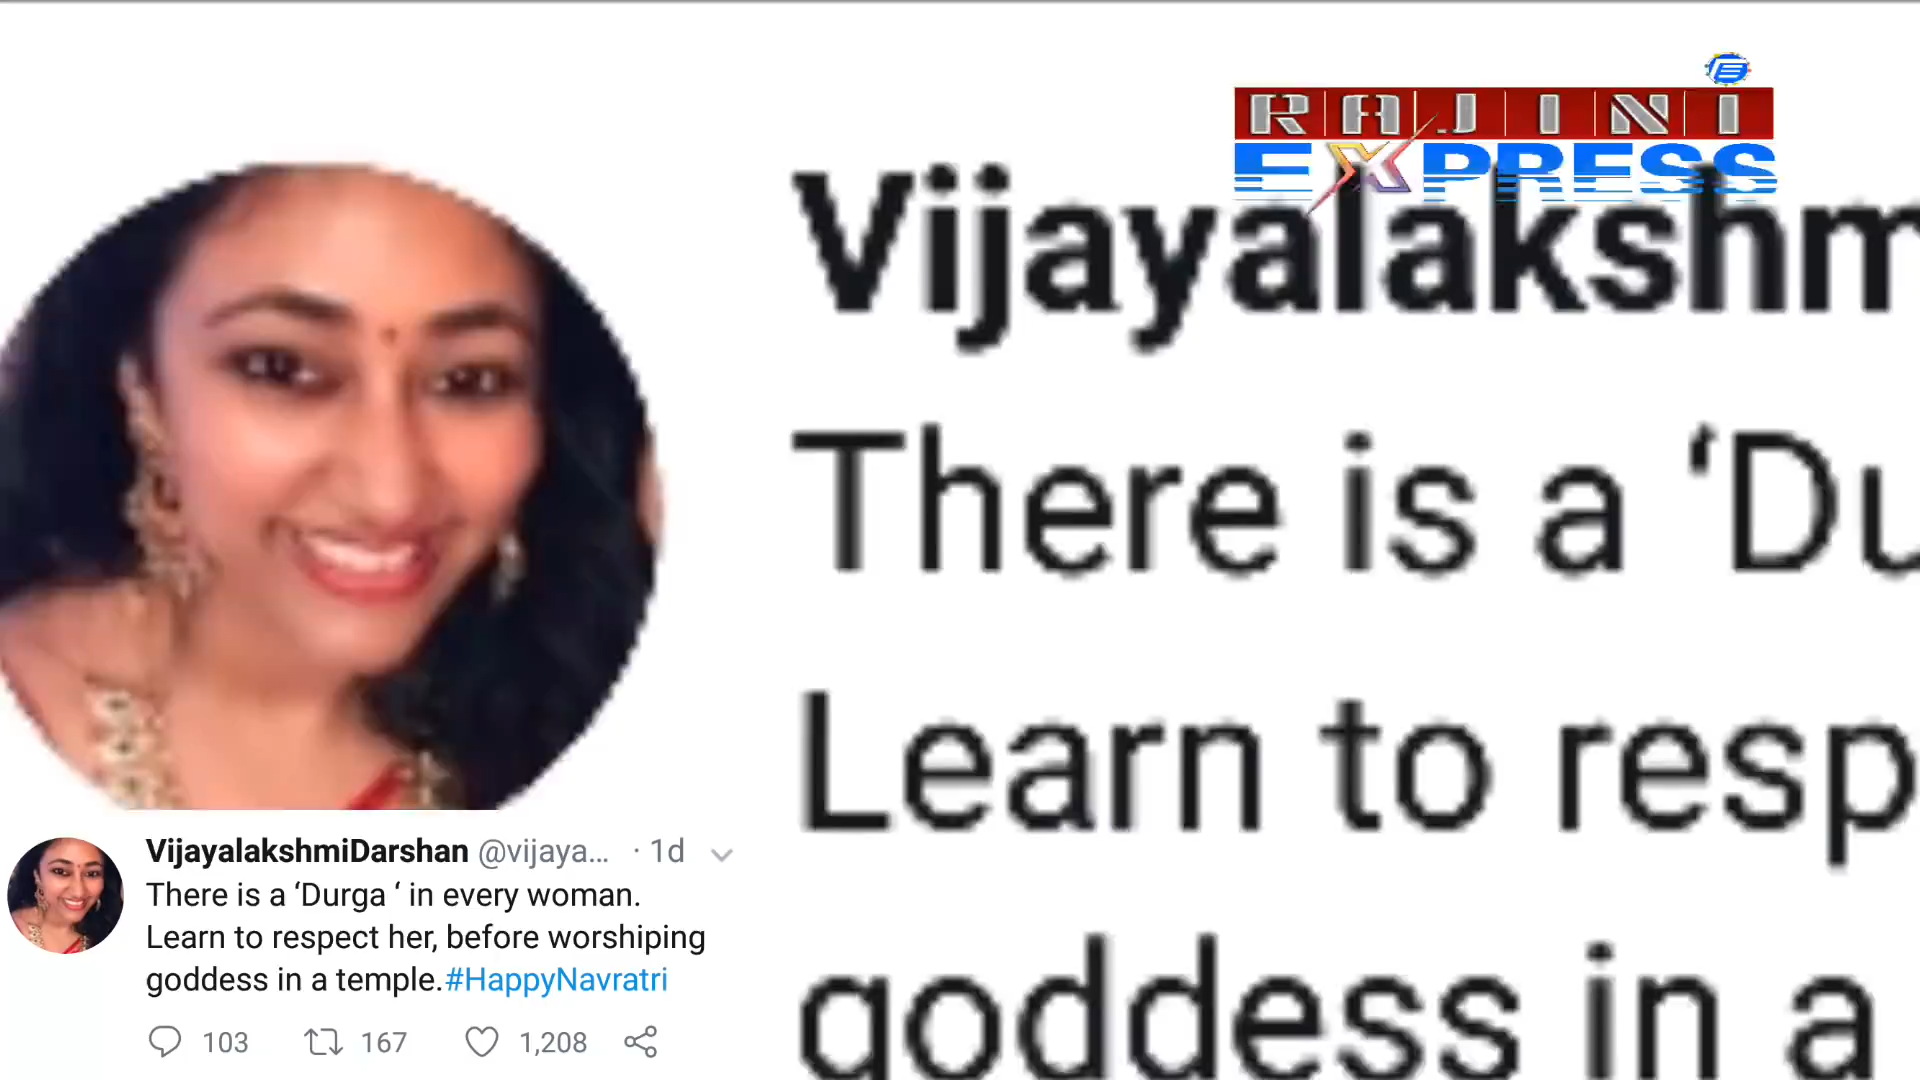 RAJINI
EXPRESS
Vijayalakshm
There is a ‘Du
Learn to resp
goddess in a
VijayalakshmiDarshan @vijaya... · 1d
There is a ‘Durga ‘ in every woman.
Learn to respect her, before worshiping
goddess in a temple.#HappyNavratri
103 167 1,208